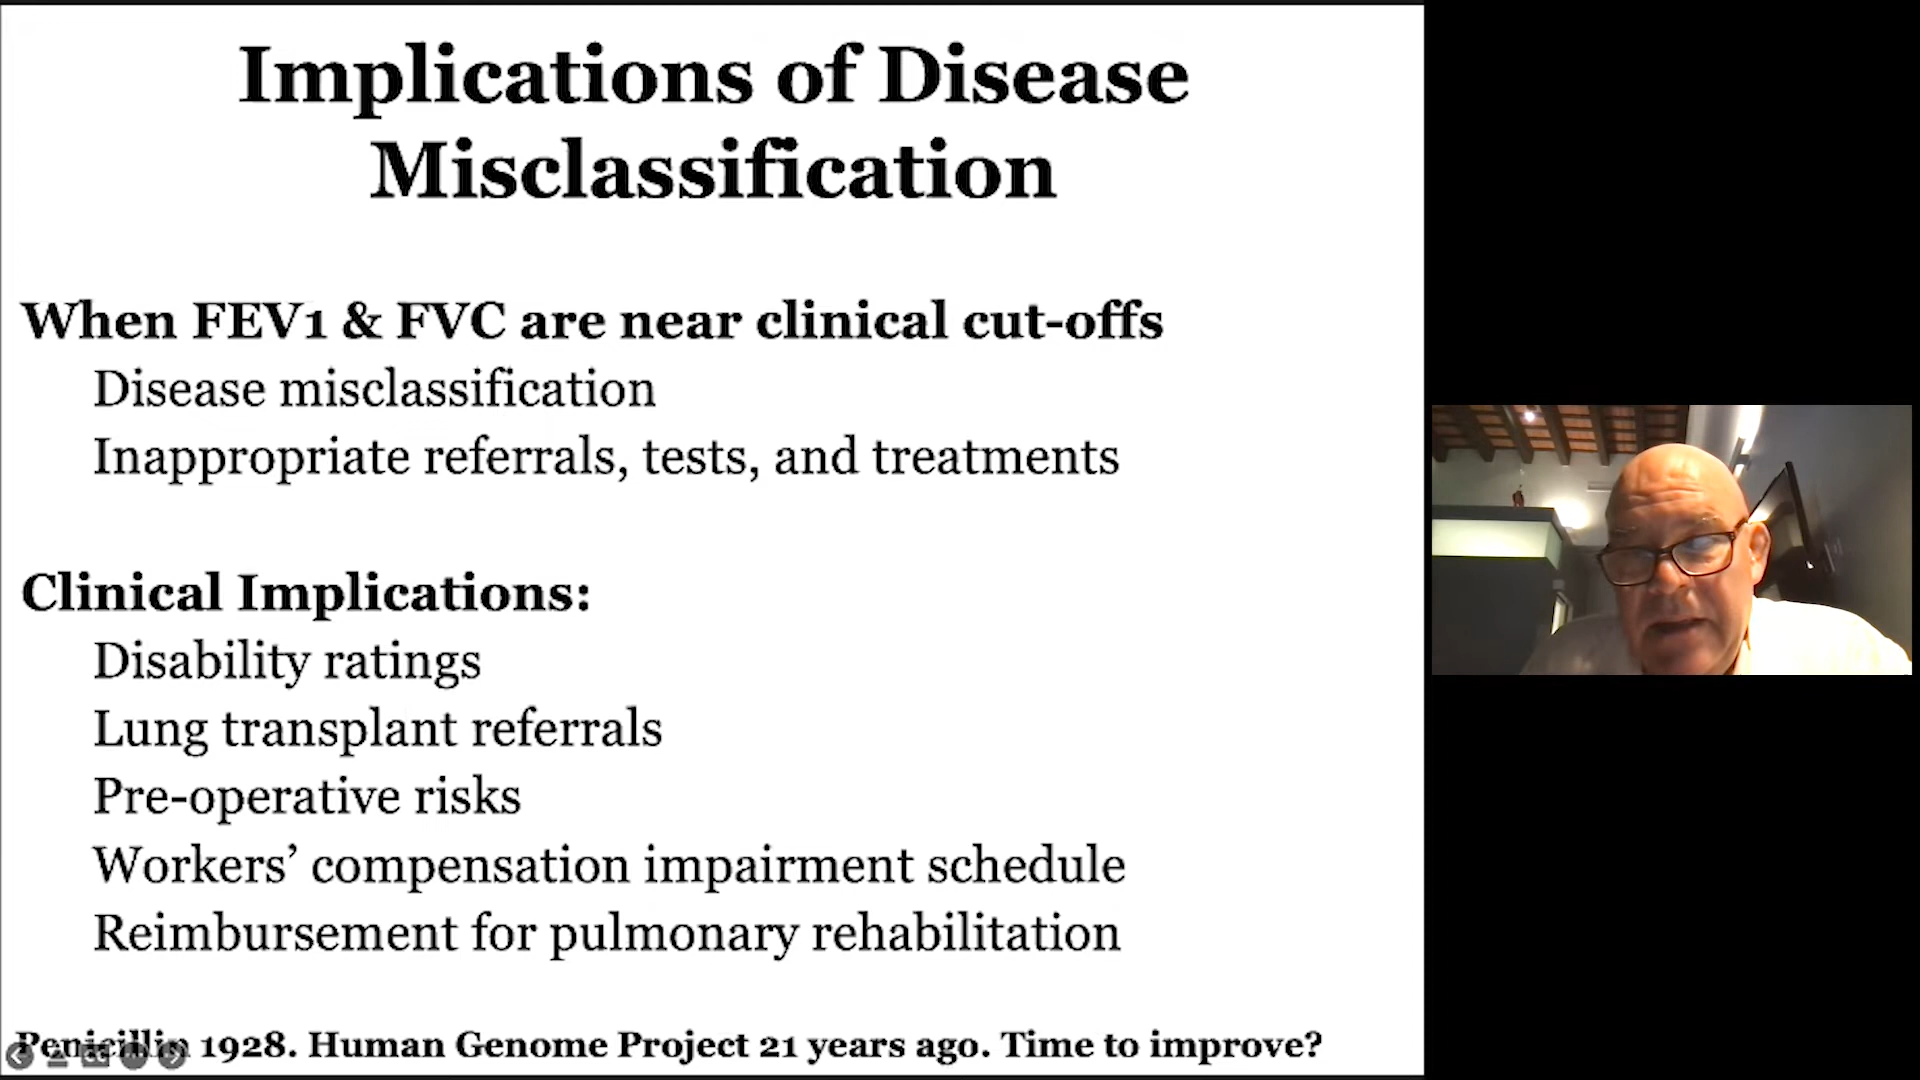 Implications of Disease
Misclassification
When FEV1 & FVC are near clinical cut-offs
Disease misclassification
Inappropriate referrals, tests, and treatments
Clinical Implications:
Disability ratings
Lung transplant referrals
Pre-operative risks
Workers’ compensation impairment schedule
Reimbursement for pulmonary rehabilitation
Penicillin 1928. Human Genome Project 21 years ago. Time to improve?